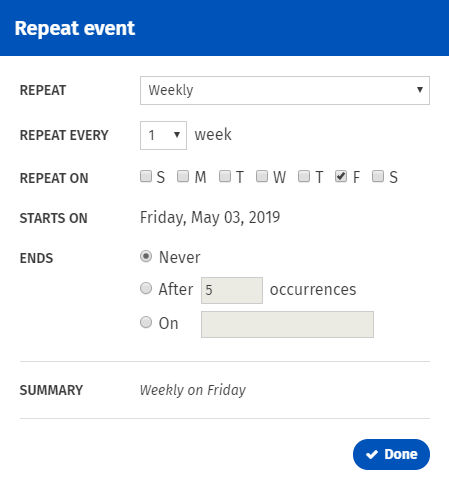 Repeat event
REPEAT Weekly
REPEAT EVERY 1 week
REPEAT ON S M T W T F S
STARTS ON Friday, May 03, 2019
ENDS Never
After 5 occurrences
On
SUMMARY Weekly on Friday
Done